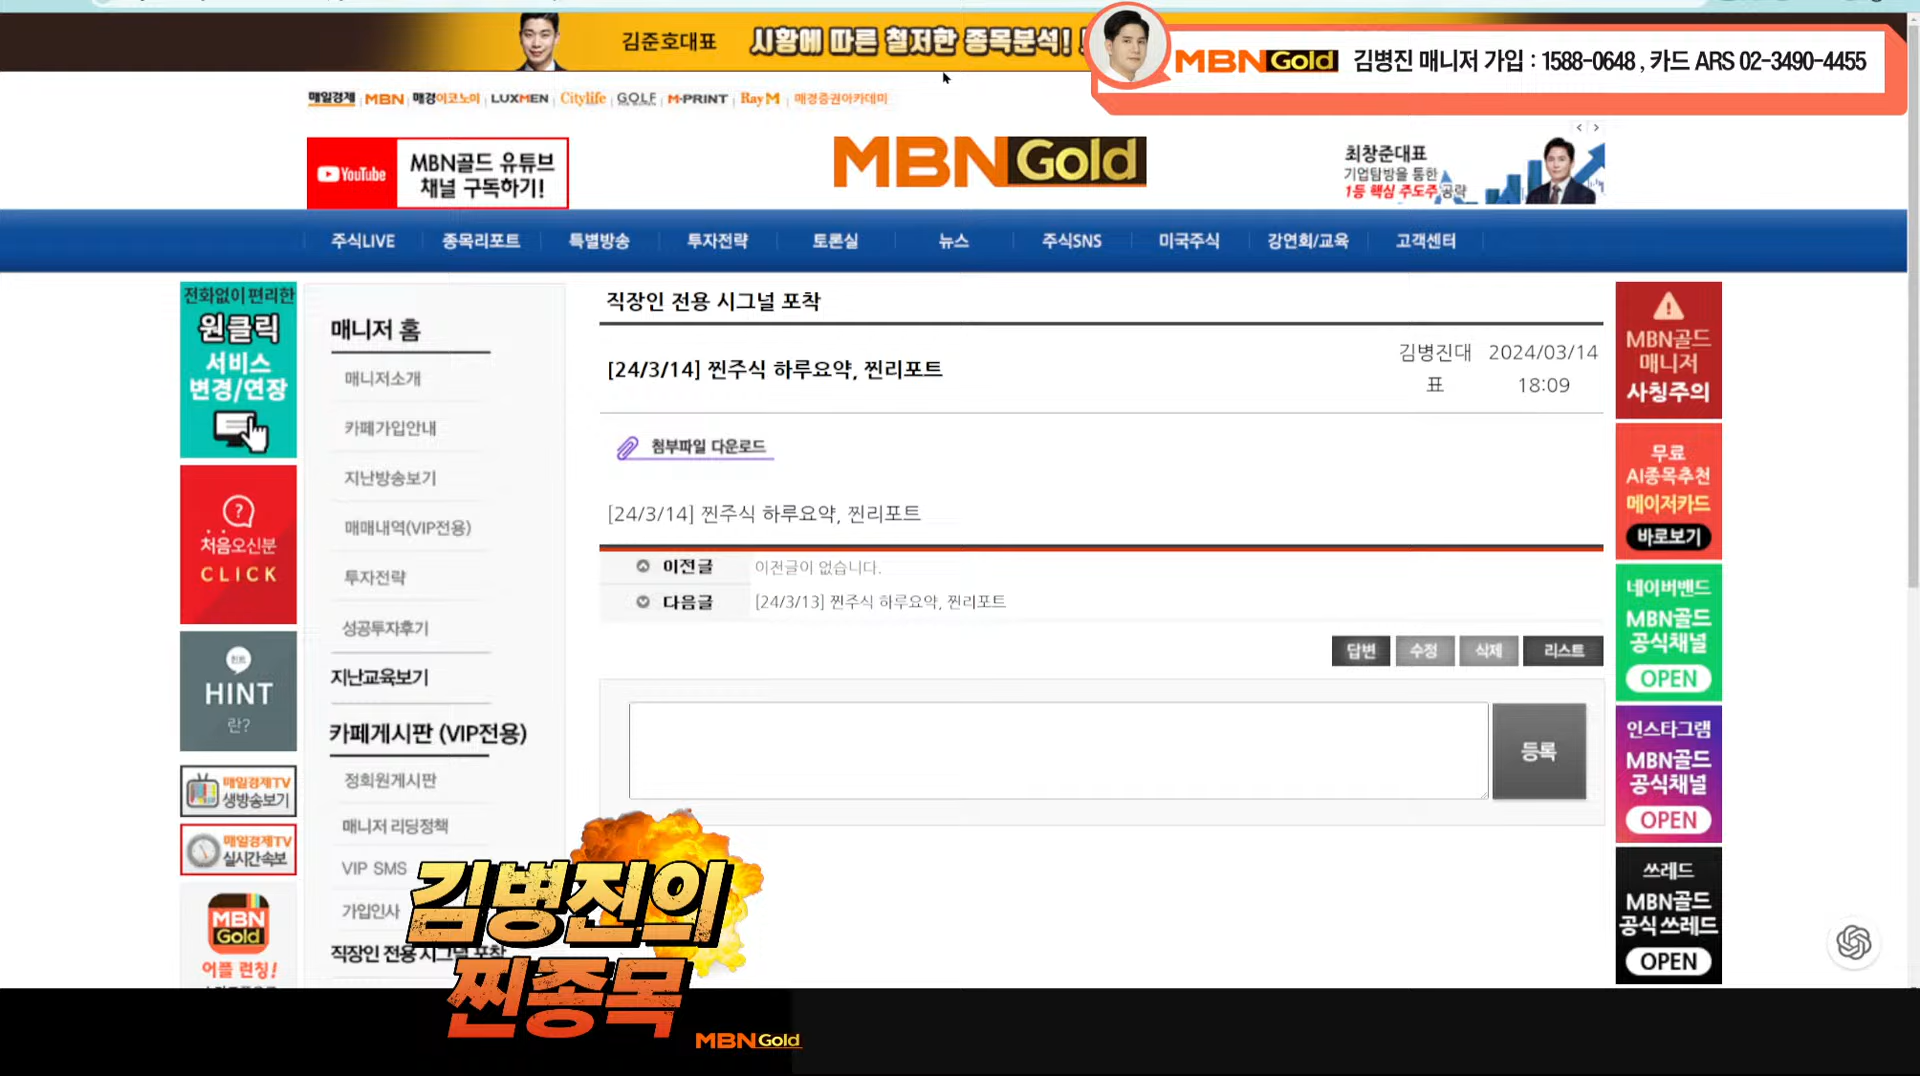 김준호대표 시황에 따른 철저한 종목분석!
MBN Gold 김병진 매니저 가입 : 1588-0648 , 카드 ARS 02-3490-4455
매일경제 MBN 매경이코노미 LUXMEN Citylife GOLF M-PRINT RayM 매경증권아카데미
YouTube
MBN골드 유튜브
채널 구독하기!
MBN Gold
최창준대표
기업탐방을 통한
1등 핵심 주도주 공략
주식LIVE 종목리포트 특별방송 투자전략 토론실 뉴스 주식SNS 미국주식 강연회/교육 고객센터
전화없이 편리한
원클릭
서비스
변경/연장
?
처음오신분
CLICK
힌트
HINT
란?
매일경제TV
생방송보기
매일경제TV
실시간속보
MBN
Gold
어플 런칭!
매니저 홈
매니저소개
카페가입안내
지난방송보기
매매내역(VIP전용)
투자전략
성공투자후기
지난교육보기
카페게시판 (VIP전용)
정회원게시판
매니저 리딩정책
VIP SMS
가입인사
직장인 전용 시그널 포착
직장인 전용 시그널 포착
[24/3/14] 찐주식 하루요약, 찐리포트
김병진대
표
2024/03/14
18:09
첨부파일 다운로드
[24/3/14] 찐주식 하루요약, 찐리포트
이전글 이전글이 없습니다.
다음글 [24/3/13] 찐주식 하루요약, 찐리포트
답변 수정 삭제 리스트
등록
MBN골드
매니저
사칭주의
무료
AI종목추천
메이저카드
바로보기
네이버밴드
MBN골드
공식채널
OPEN
인스타그램
MBN골드
공식채널
OPEN
쓰레드
MBN골드
공식 쓰레드
OPEN
김병진의
찐종목
MBN Gold